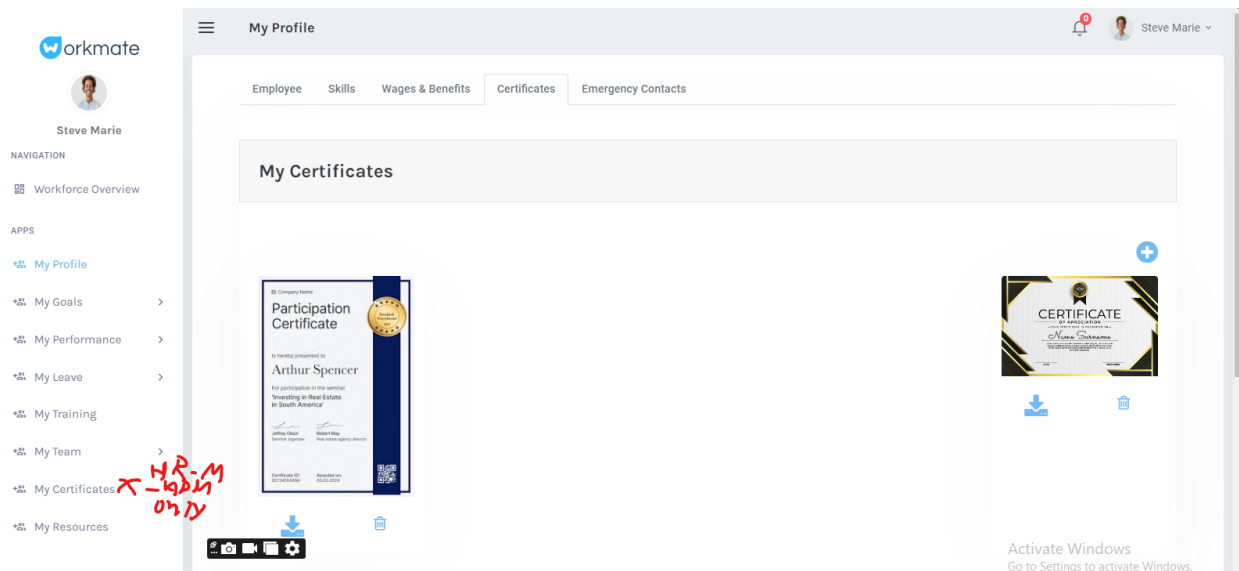 My Profile
0
Steve Marie
workmate
Steve Marie
NAVIGATION
Workforce Overview
APPS
My Profile
My Goals
My Performance
My Leave
My Training
My Team
My Certificates
My Resources
HR-M
only
Employee Skills Wages & Benefits Certificates Emergency Contacts
My Certificates
Company Name
Participation
Certificate
is hereby presented to
Arthur Spencer
For participation in the seminar
'Investing in Real Estate
in South America'
Jeffrey Olson Robert May
Seminar organizer Real estate agency director
Certificate ID: Awarded on:
CERTIFICATE
OF APPRECIATION
Name Surname
Activate Windows
Go to Settings to activate Windows.